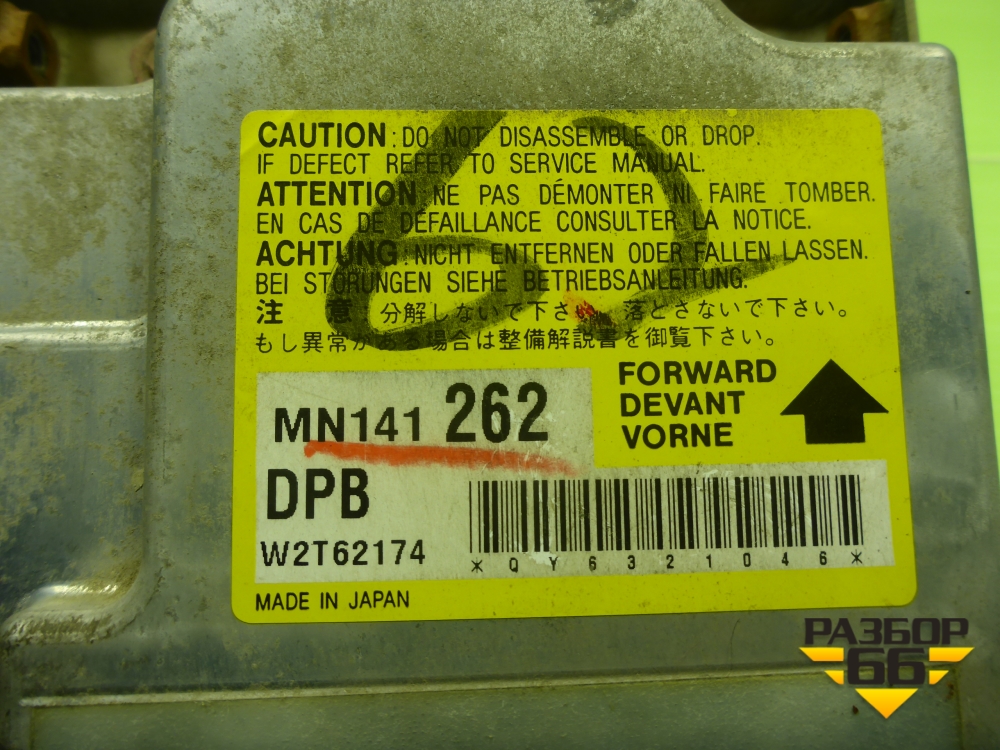 CAUTION : DO NOT DISASSEMBLE OR DROP.
IF DEFECT REFER TO SERVICE MANUAL.
ATTENTION : NE PAS DÉMONTER NI FAIRE TOMBER.
EN CAS DE DÉFAILLANCE CONSULTER LA NOTICE.
ACHTUNG : NICHT ENTFERNEN ODER FALLEN LASSEN.
BEI STÖRUNGEN SIEHE BETRIEBSANLEITUNG.
注 意 分解しないで下さい。落とさないで下さい。
もし異常がある場合は整備解説書を御覧下さい。
FORWARD
DEVANT
VORNE
MN141 262
DPB
W2T62174
*QY6321046*
MADE IN JAPAN
РАЗБОР
66